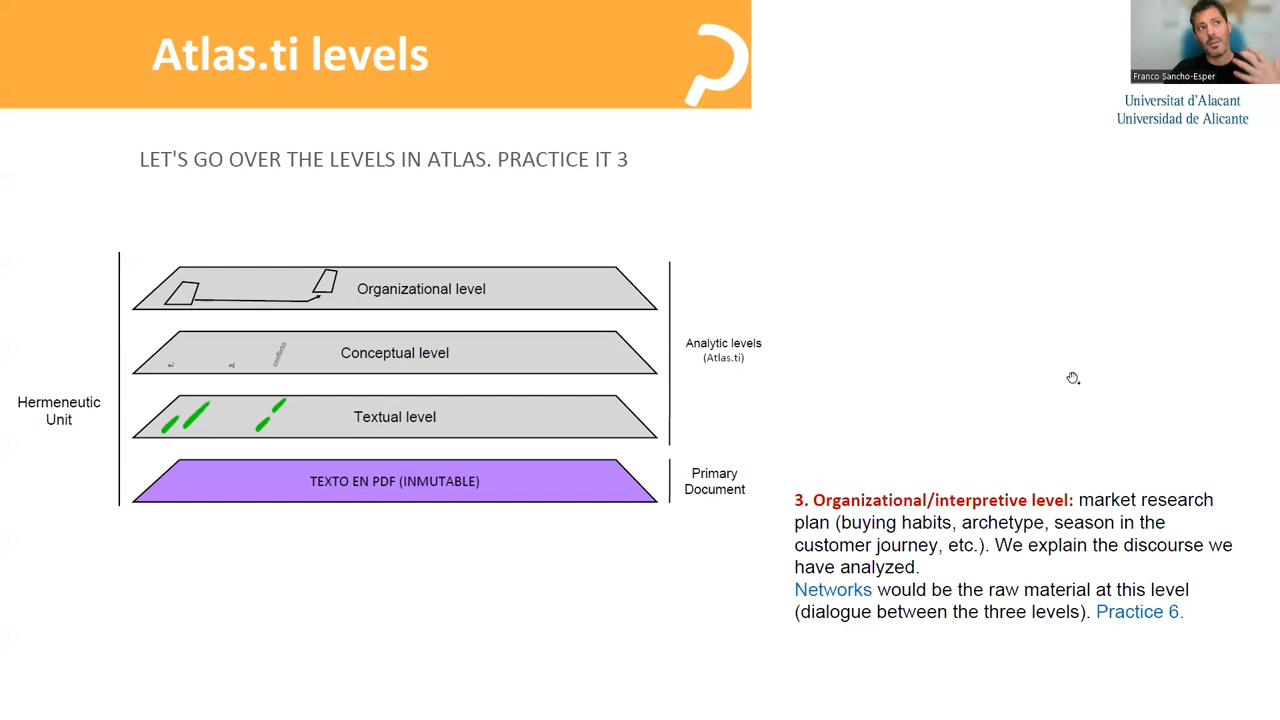 Atlas.ti levels
Franco Sancho-Esper
Universitat d'Alacant
Universidad de Alicante
LET'S GO OVER THE LEVELS IN ATLAS. PRACTICE IT 3
Organizational level
Conceptual level
1.
3.
conflicto
Textual level
TEXTO EN PDF (INMUTABLE)
Hermeneutic
Unit
Analytic levels
(Atlas.ti)
Primary
Document
3. Organizational/interpretive level: market research
plan (buying habits, archetype, season in the
customer journey, etc.). We explain the discourse we
have analyzed.
Networks would be the raw material at this level
(dialogue between the three levels). Practice 6.